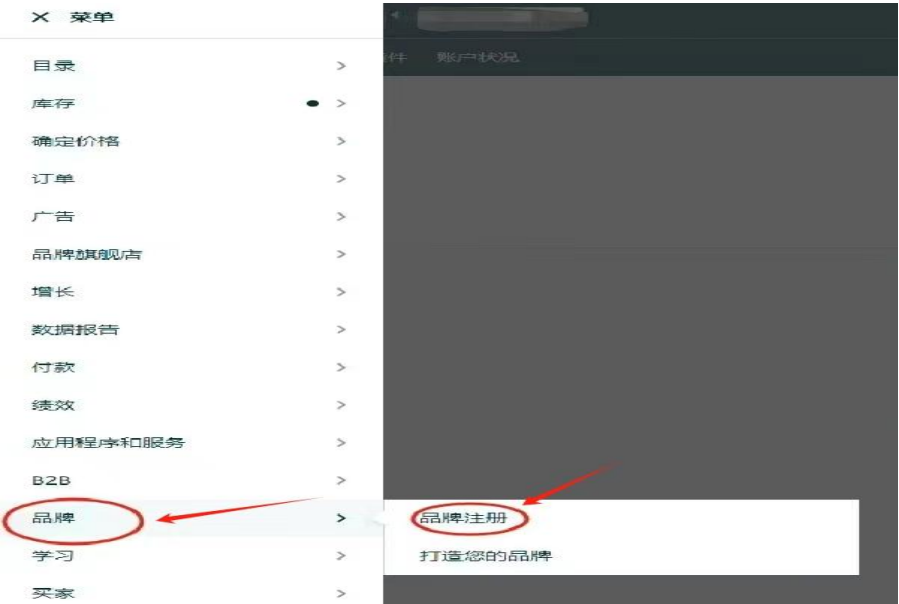 菜单
件 账户状况
目录
库存
确定价格
订单
广告
品牌旗舰店
增长
数据报告
付款
绩效
应用程序和服务
B2B
品牌
品牌注册
打造您的品牌
学习
买家